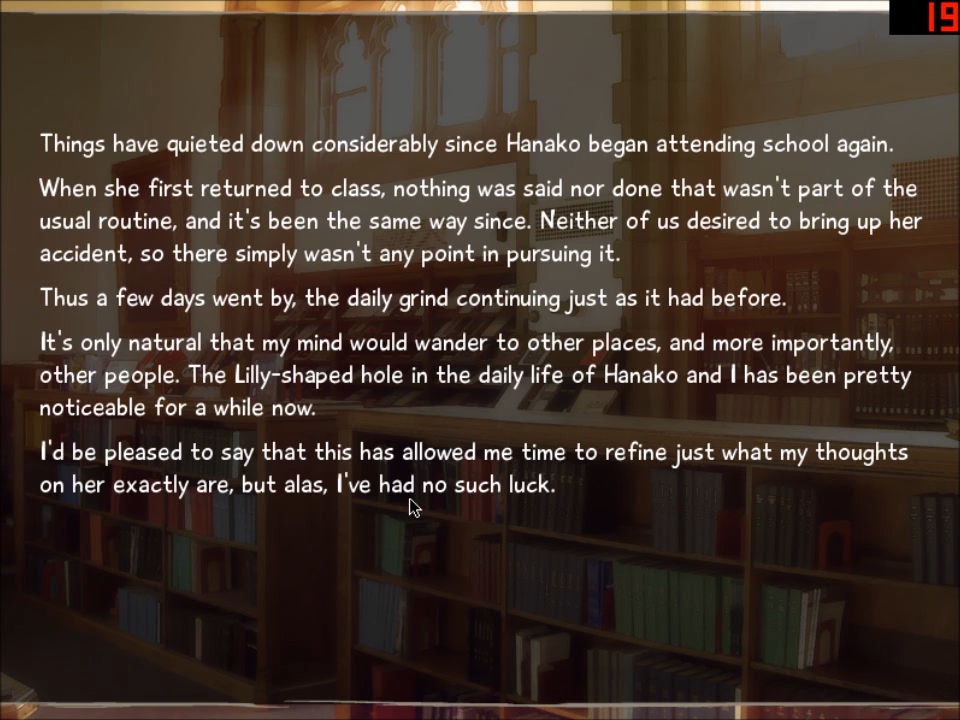 19
Things have quieted down considerably since Hanako began attending school again.
When she first returned to class, nothing was said nor done that wasn't part of the
usual routine, and it's been the same way since. Neither of us desired to bring up her
accident, so there simply wasn't any point in pursuing it.
Thus a few days went by, the daily grind continuing just as it had before.
It's only natural that my mind would wander to other places, and more importantly,
other people. The Lilly-shaped hole in the daily life of Hanako and I has been pretty
noticeable for a while now.
I'd be pleased to say that this has allowed me time to refine just what my thoughts
on her exactly are, but alas, I've had no such luck.